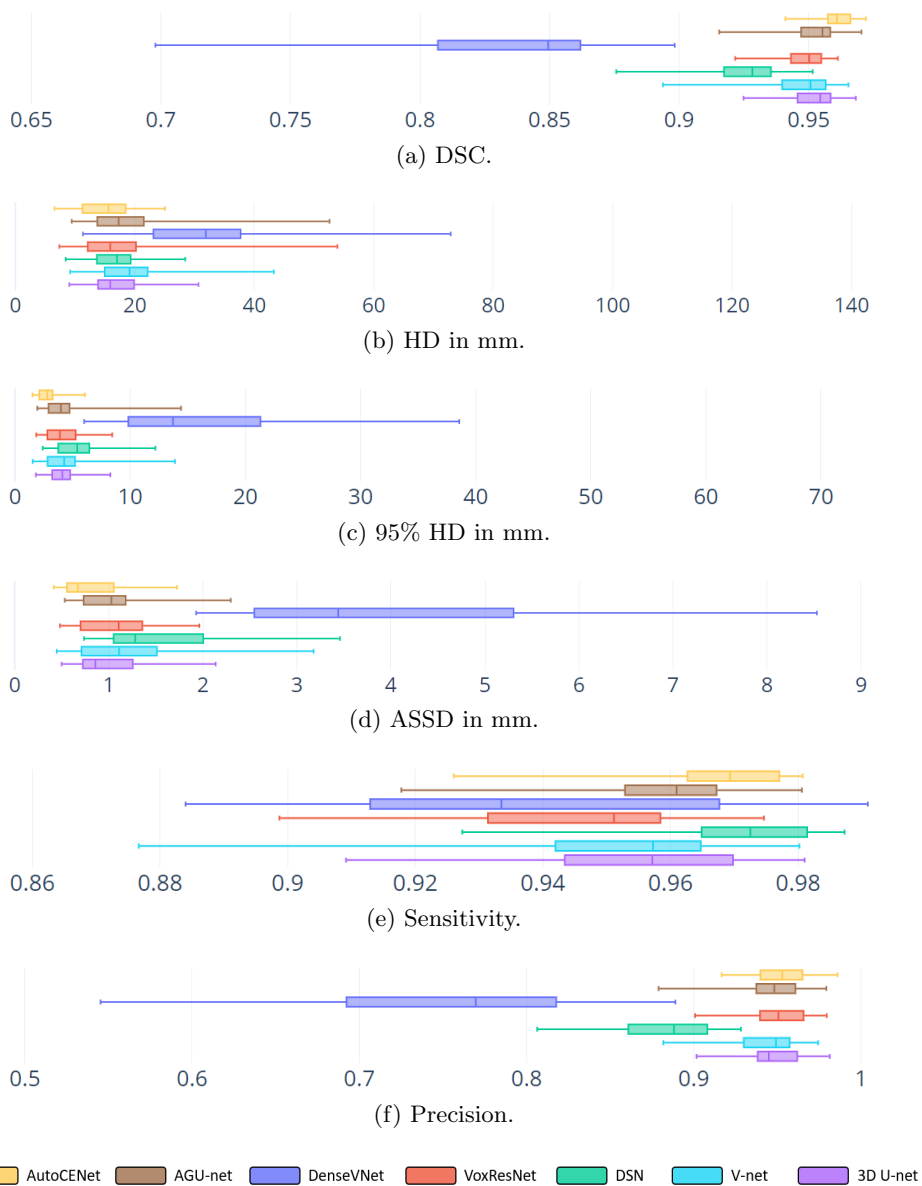 0.65 0.7 0.75 0.8 0.85 0.9 0.95
(a) DSC.
0 20 40 60 80 100 120 140
(b) HD in mm.
0 10 20 30 40 50 60 70
(c) 95% HD in mm.
0 1 2 3 4 5 6 7 8 9
(d) ASSD in mm.
0.86 0.88 0.9 0.92 0.94 0.96 0.98
(e) Sensitivity.
0.5 0.6 0.7 0.8 0.9 1
(f) Precision.
AutoCENet AGU-net DenseVNet VoxResNet DSN V-net 3D U-net